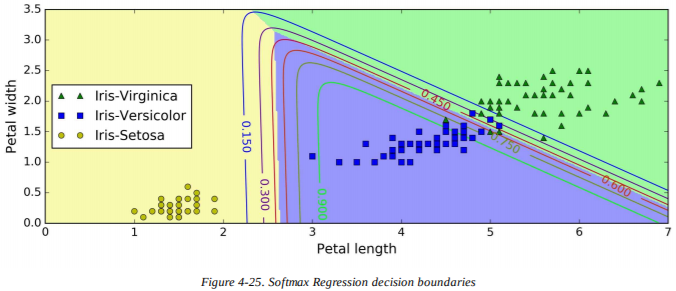 3.5
3.0
2.5
2.0
1.5
1.0
0.5
0.0
Petal width
Iris-Virginica
Iris-Versicolor
Iris-Setosa
0.150
0.300
0.900
0.450
0.750
0.600
0 1 2 3 4 5 6 7
Petal length
Figure 4-25. Softmax Regression decision boundaries